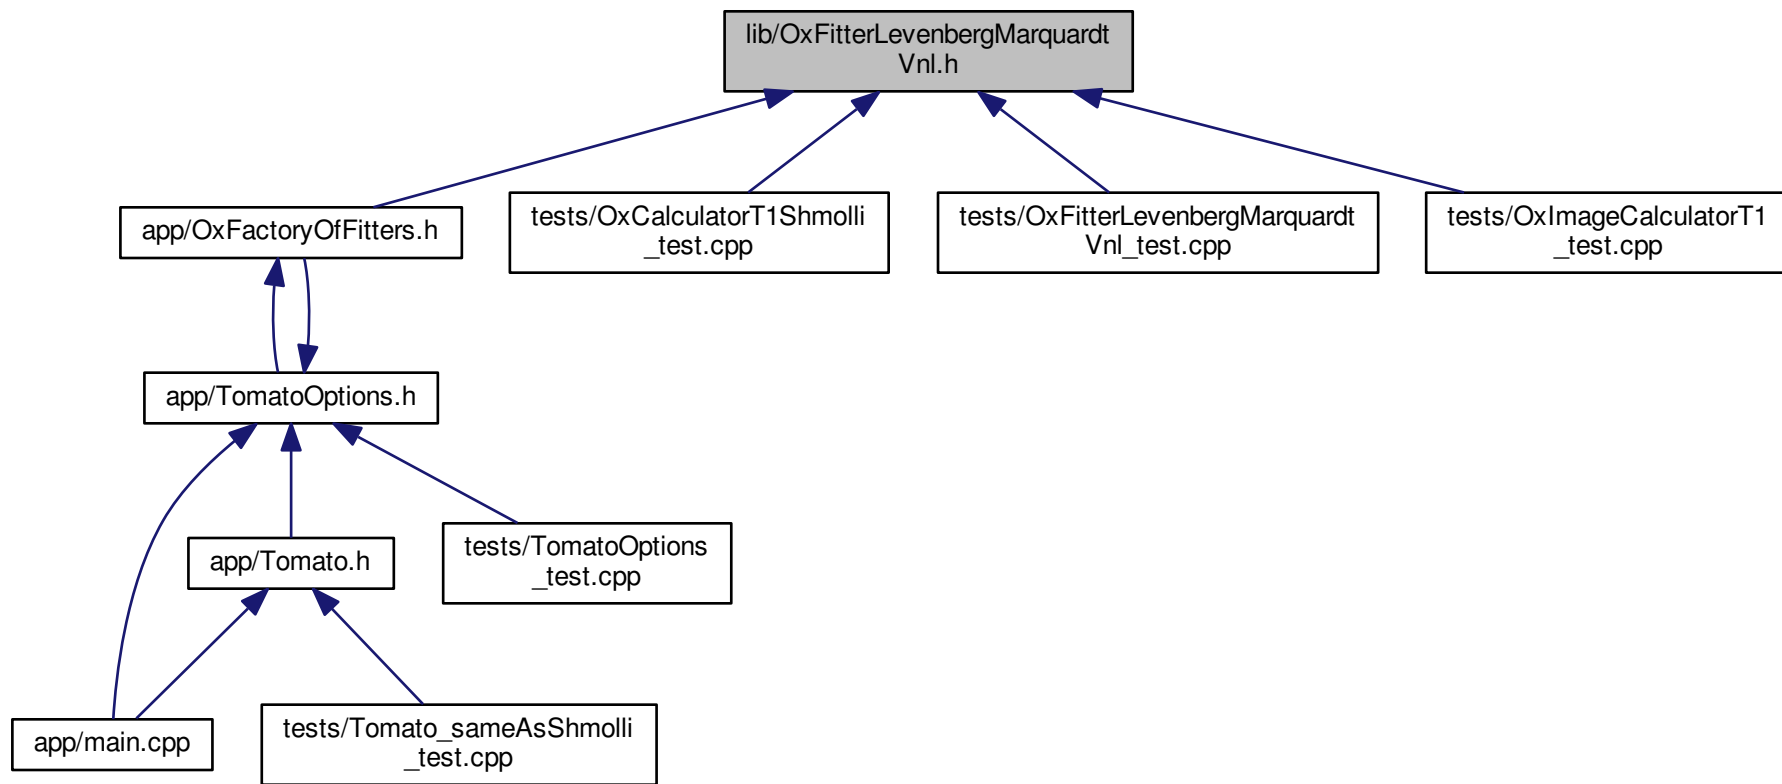 lib/OxFitterLevenbergMarquardt
Vnl.h
app/OxFactoryOfFitters.h
tests/OxCalculatorT1Shmolli
_test.cpp
tests/OxFitterLevenbergMarquardt
Vnl_test.cpp
tests/OxImageCalculatorT1
_test.cpp
app/TomatoOptions.h
app/Tomato.h
tests/TomatoOptions
_test.cpp
app/main.cpp
tests/Tomato_sameAsShmolli
_test.cpp